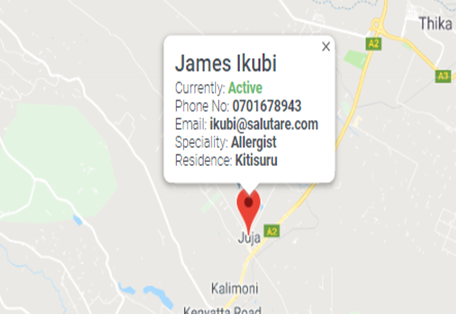 Thika
A2
A3
X
James Ikubi
Currently: Active
Phone No: 0701678943
Email: ikubi@salutare.com
Speciality: Allergist
Residence: Kitisuru
Juja
A2
Kalimoni
Kenyatta Road